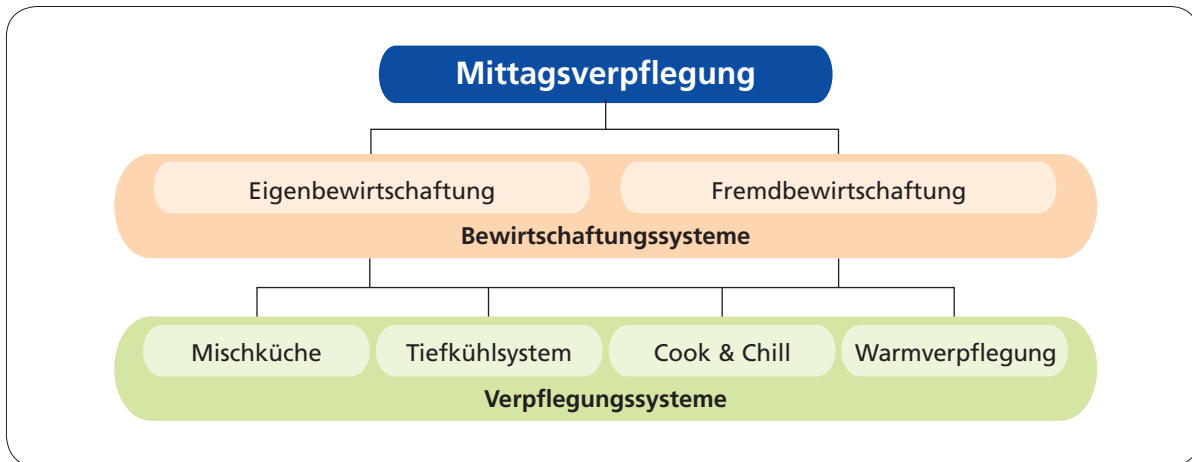 Mittagsverpflegung
Eigenbewirtschaftung Fremdbewirtschaftung
Bewirtschaftungssysteme
Mischküche Tiefkühlsystem Cook & Chill Warmverpflegung
Verpflegungssysteme